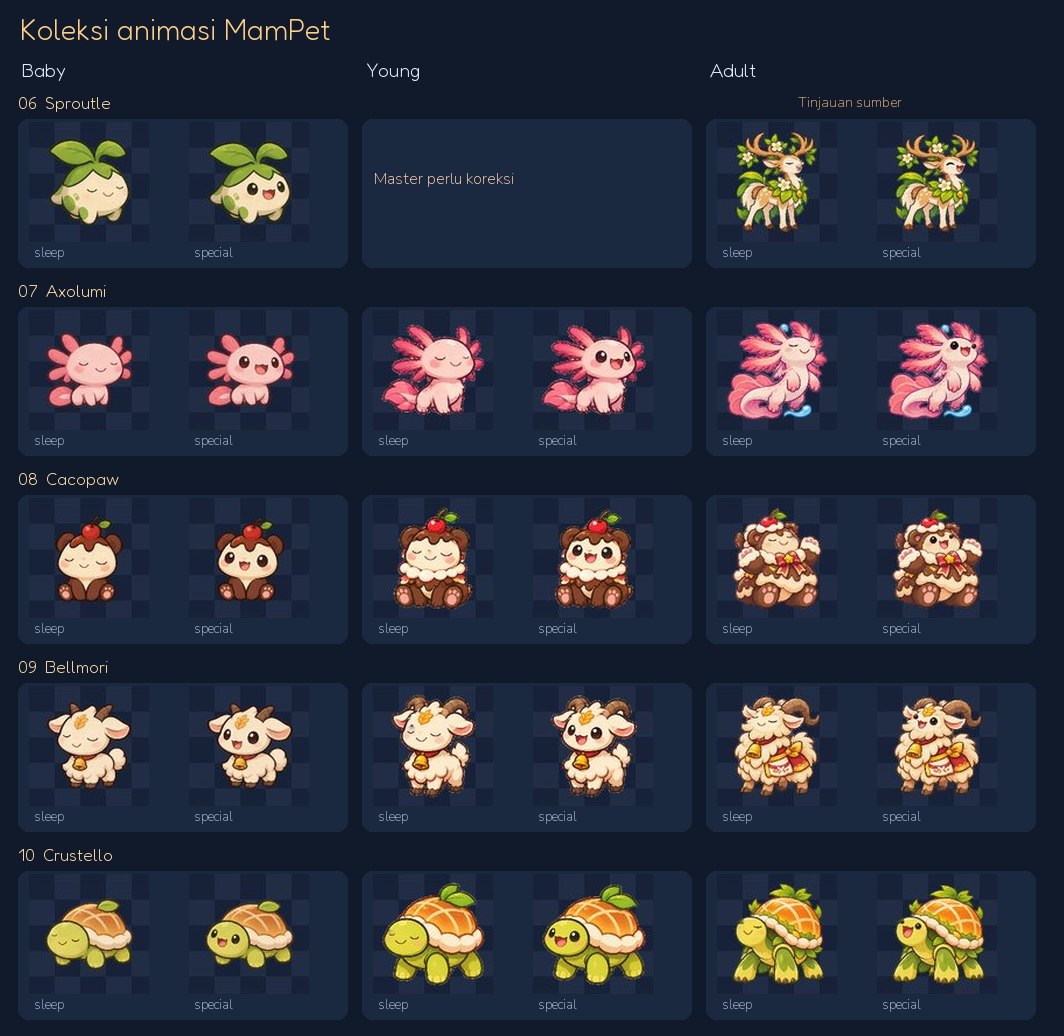 Koleksi animasi MamPet
Baby Young Adult
06 Sproutle Tinjauan sumber
Master perlu koreksi
sleep special sleep special
07 Axolumi
sleep special sleep special sleep special
08 Cacopaw
sleep special sleep special sleep special
09 Bellmori
sleep special sleep special sleep special
10 Crustello
sleep special sleep special sleep special